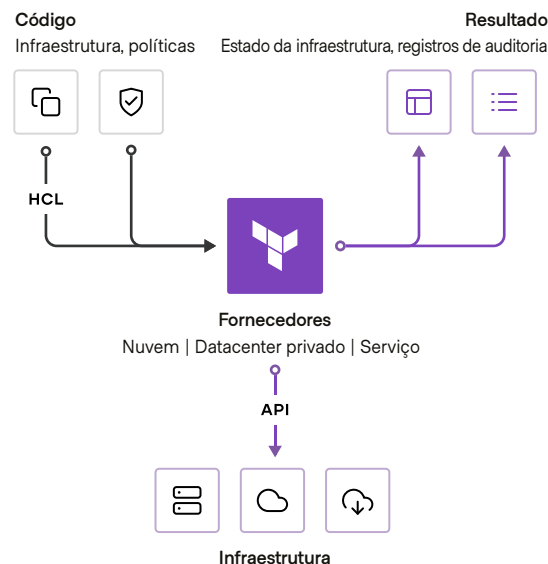 Código
Infraestrutura, políticas
Resultado
Estado da infraestrutura, registros de auditoria
HCL
Fornecedores
Nuvem | Datacenter privado | Serviço
API
Infraestrutura